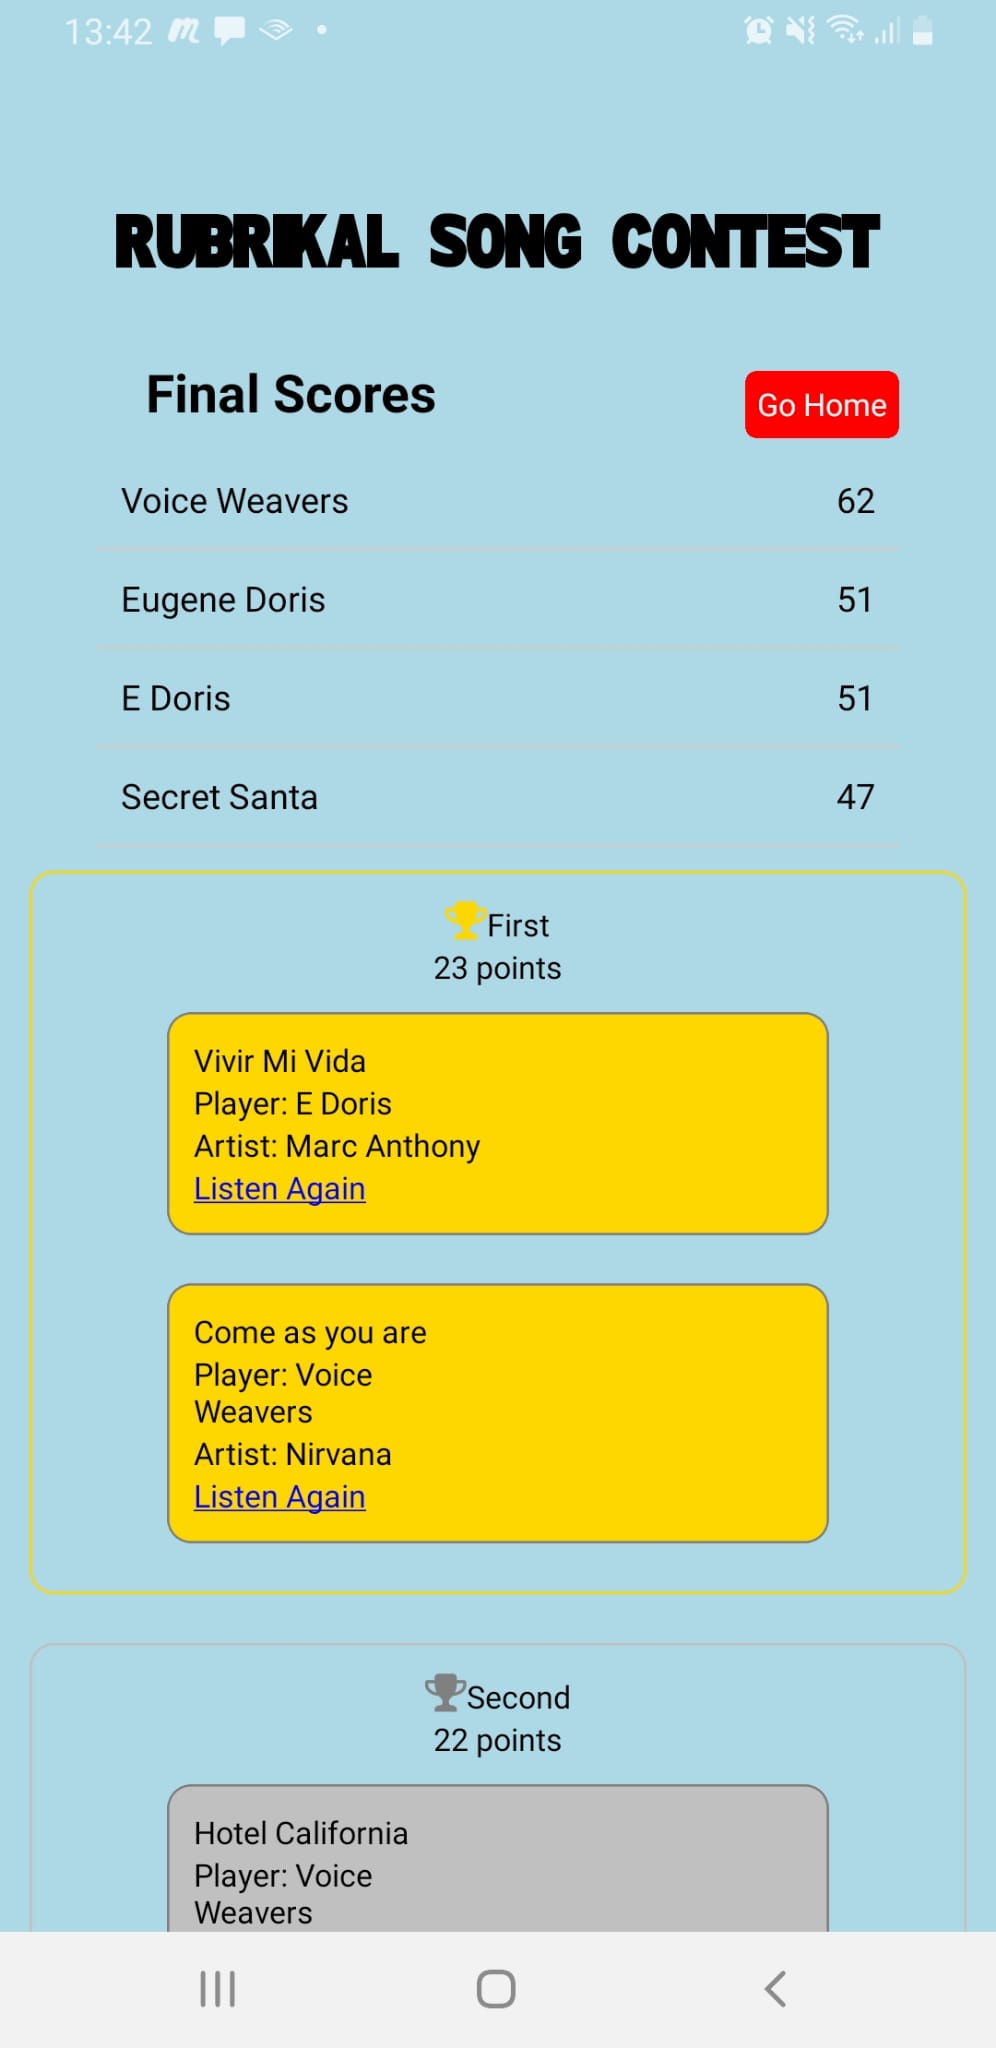 13:42
RUBRIKAL SONG CONTEST
Final Scores
Go Home
Voice Weavers 62
Eugene Doris 51
E Doris 51
Secret Santa 47
First
23 points
Vivir Mi Vida
Player: E Doris
Artist: Marc Anthony
Listen Again
Come as you are
Player: Voice
Weavers
Artist: Nirvana
Listen Again
Second
22 points
Hotel California
Player: Voice
Weavers